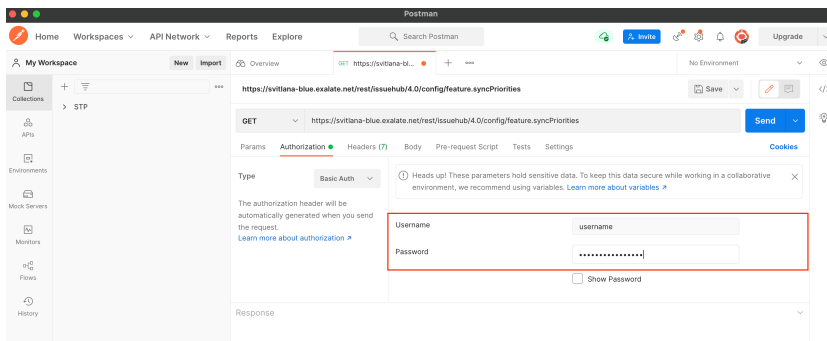 Postman
Home Workspaces API Network Reports Explore Search Postman Invite Upgrade
My Workspace New Import Overview GET https://svitlana-bl... No Environment
Collections
STP
https://svitlana-blue.exalate.net/rest/issuehub/4.0/config/feature.syncPriorities Save
APIs
GET https://svitlana-blue.exalate.net/rest/issuehub/4.0/config/feature.syncPriorities Send
Params Authorization Headers (7) Body Pre-request Script Tests Settings Cookies
Environments
Type Basic Auth
Heads up! These parameters hold sensitive data. To keep this data secure while working in a collaborative
environment, we recommend using variables. Learn more about variables ↗
Mock Servers
The authorization header will be
automatically generated when you send
the request.
Learn more about authorization ↗
Monitors
Username username
Password ••••••••••••••••
Show Password
Flows
History
Response